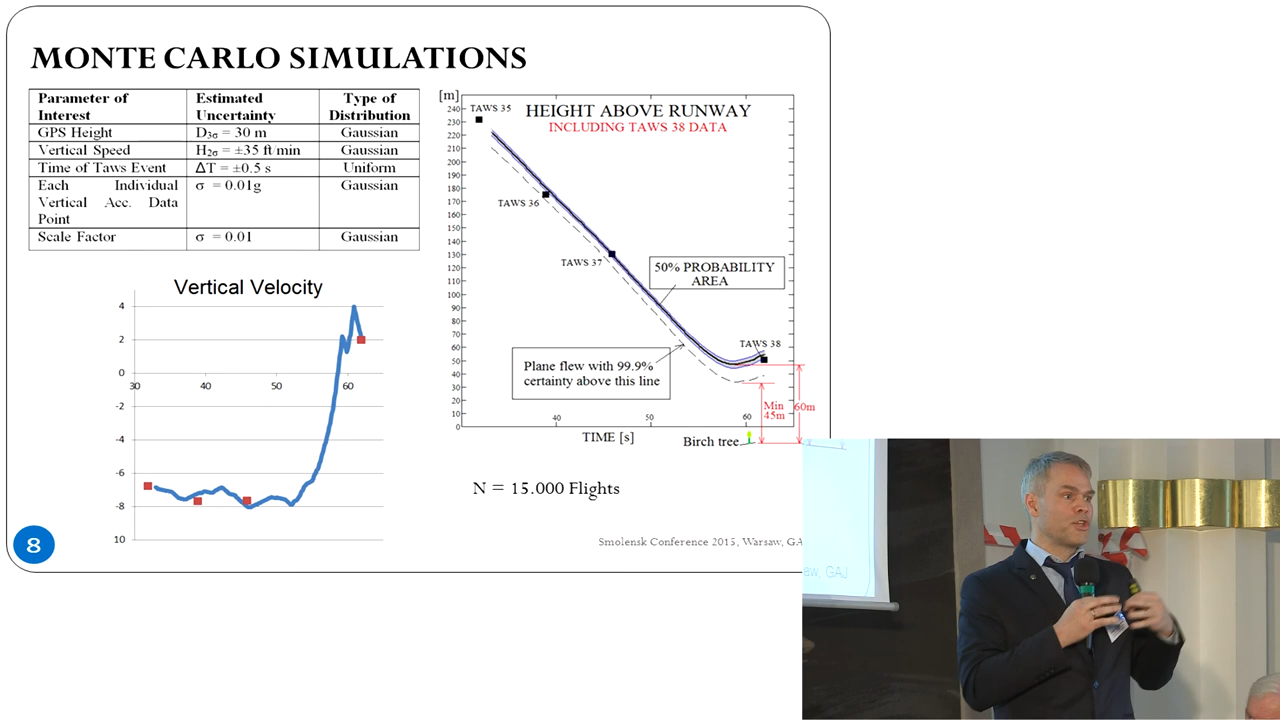 MONTE CARLO SIMULATIONS
Parameter of Interest Estimated Uncertainty Type of Distribution
GPS Height D3σ = 30 m Gaussian
Vertical Speed H2σ = ±35 ft/min Gaussian
Time of Taws Event ΔT = ±0.5 s Uniform
Each Individual Vertical Acc. Data Point σ = 0.01g Gaussian
Scale Factor σ = 0.01 Gaussian
Vertical Velocity
4
2
0
30 40 50 60
-2
-4
-6
-8
10
8
[m]
HEIGHT ABOVE RUNWAY
INCLUDING TAWS 38 DATA
240
230
220
210
200
190
180
170
160
150
140
130
120
110
100
90
80
70
60
50
40
30
20
10
0
TAWS 35
TAWS 36
TAWS 37
50% PROBABILITY
AREA
TAWS 38
Plane flew with 99.9%
certainty above this line
Min
45m
60m
40 50 60
TIME [s]
Birch tree
N = 15.000 Flights
Smolensk Conference 2015, Warsaw, GA
aw, GAJ